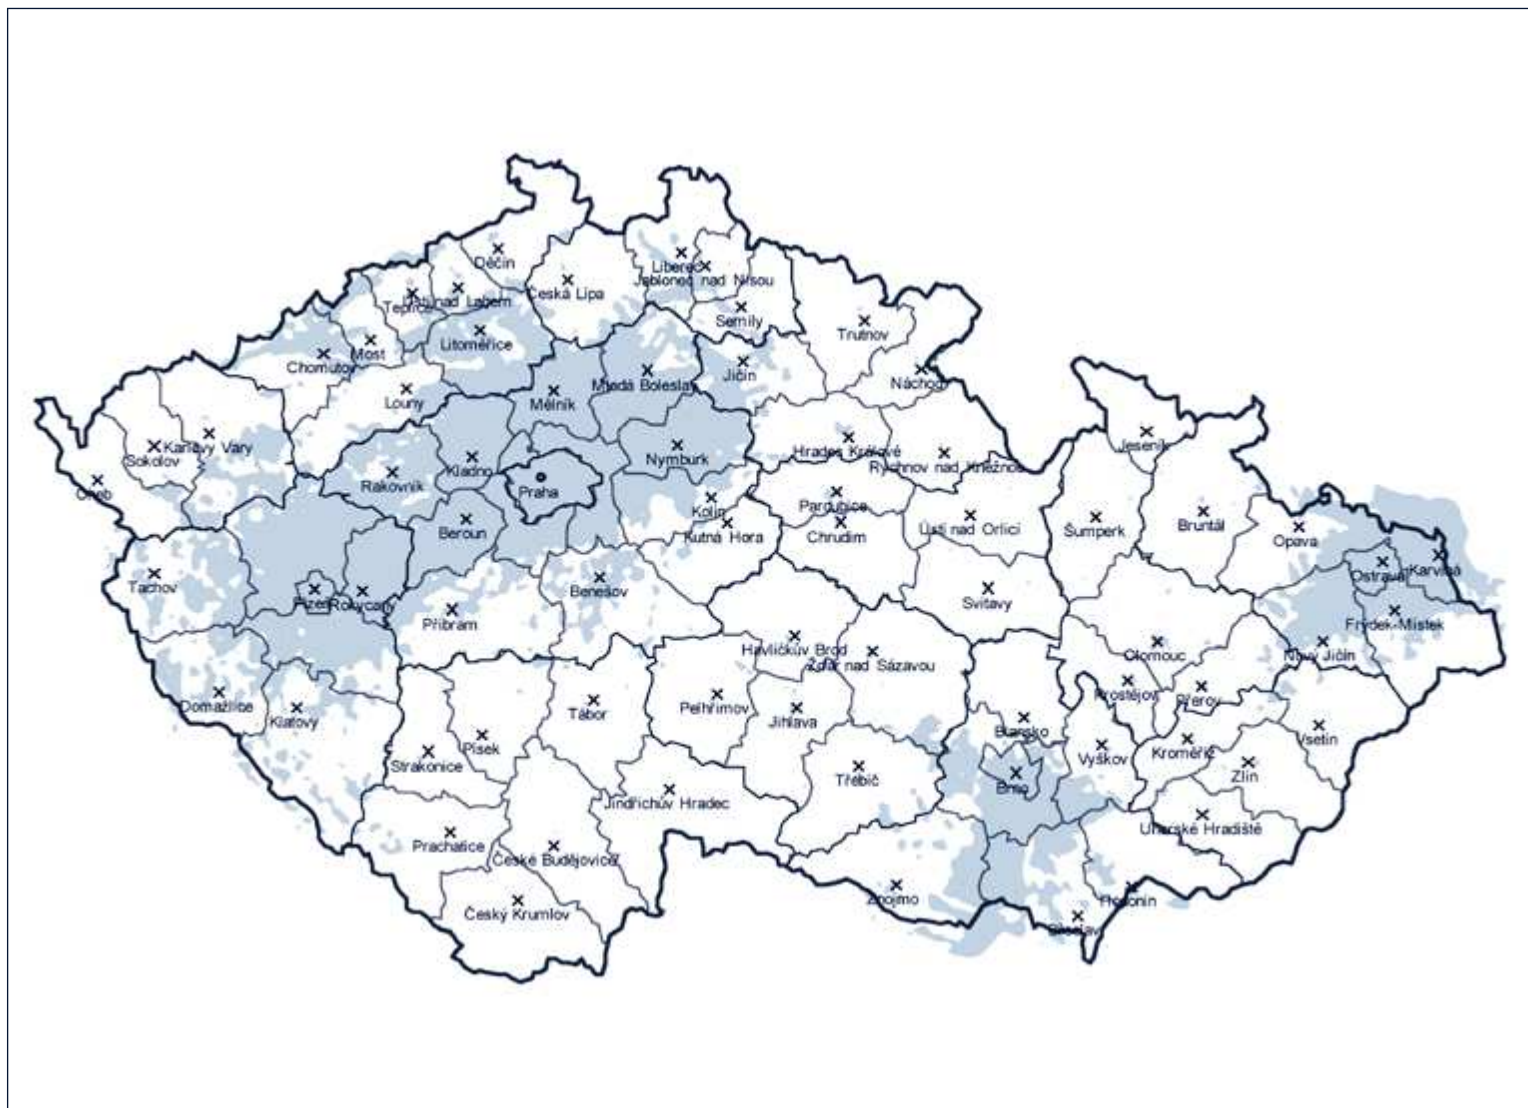 Děčín
Liberec
Jablonec nad Nisou
Ústí nad Labem
Česká Lípa
Teplice
Semily
Trutnov
Litoměřice
Most
Chomutov
Jičín
Mladá Boleslav
Náchod
Louny
Mělník
Jeseník
Karlovy Vary
Sokolov
Hradec Králové
Nymburk
Kladno
Rychnov nad Kněžnou
Rakovník
Cheb
Praha
Kolín
Pardubice
Bruntál
Ústí nad Orlicí
Šumperk
Beroun
Kutná Hora
Chrudim
Opava
Karviná
Ostrava
Tachov
Benešov
Plzeň
Rokycany
Svitavy
Příbram
Frýdek-Místek
Havlíčkův Brod
Olomouc
Nový Jičín
Žďár nad Sázavou
Prostějov
Přerov
Domažlice
Pelhřimov
Klatovy
Tábor
Jihlava
Blansko
Vsetín
Písek
Kroměříž
Strakonice
Vyškov
Zlín
Třebíč
Brno
Jindřichův Hradec
Uherské Hradiště
Prachatice
České Budějovice
Znojmo
Hodonín
Český Krumlov
Břeclav